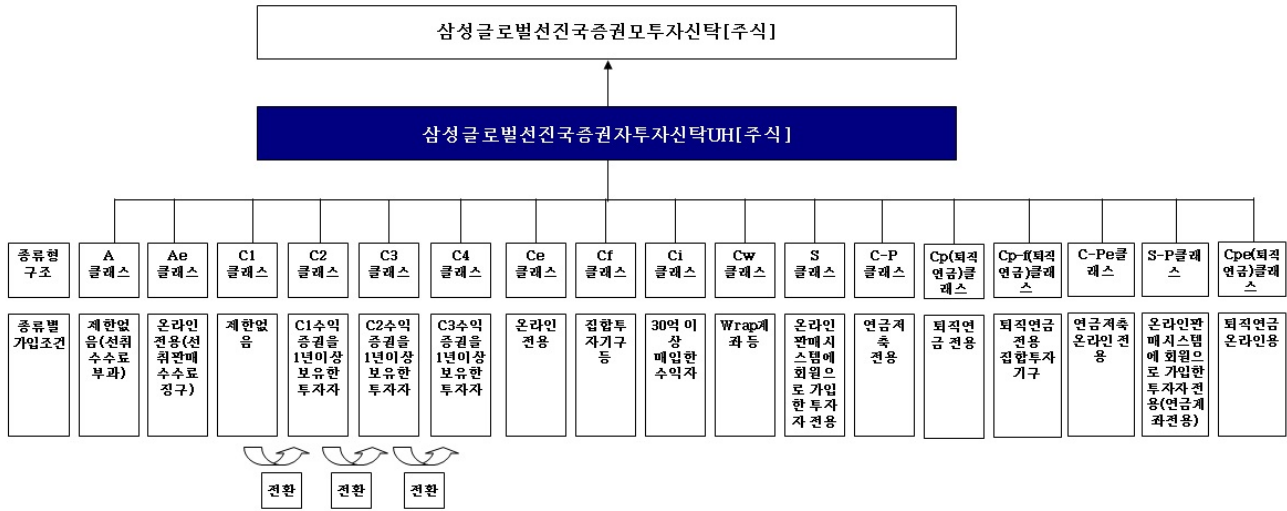 삼성글로벌선진국증권모투자신탁[주식]
삼성글로벌선진국증권자투자신탁UH[주식]
종류형
구조
A
클래스
Ae
클래스
C1
클래스
C2
클래스
C3
클래스
C4
클래스
Ce
클래스
Cf
클래스
Ci
클래스
Cw
클래스
S
클래스
C-P
클래스
Cp(퇴직
연금)클
래스
Cp-f(퇴직
연금)클래
스
C-Pe클
래스
S-P클래
스
Cpe(퇴직
연금)클래
스
종류별
가입조건
제한없
음(선취
수수료
부과)
온라인
전용(선
취판매
수수료
징구)
제한없
음
C1수익
증권을
1년이상
보유한
투자자
C2수익
증권을
1년이상
보유한
투자자
C3수익
증권을
1년이상
보유한
투자자
온라인
전용
집합투
자기구
등
30억 이
상
매입한
수익자
Wrap계
좌 등
온라인
판매시
스템에
회원으
로 가입
한 투자
자 전용
연금저
축
전용
퇴직연
금 전용
퇴직연금
전용
집합투자
기구
연금저축
온라인 전
용
온라인판
매시스템
에 회원으
로 가입한
투자자 전
용(연금계
좌전용)
퇴직연금
온라인용
전환
전환
전환